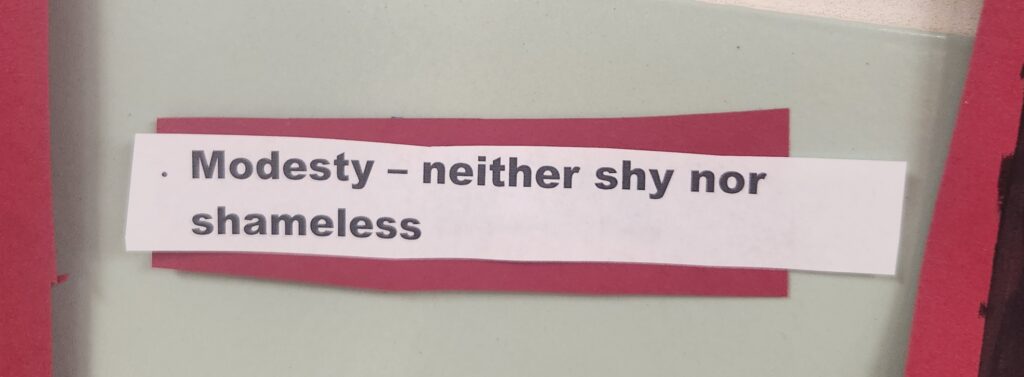 . Modesty – neither shy nor
shameless